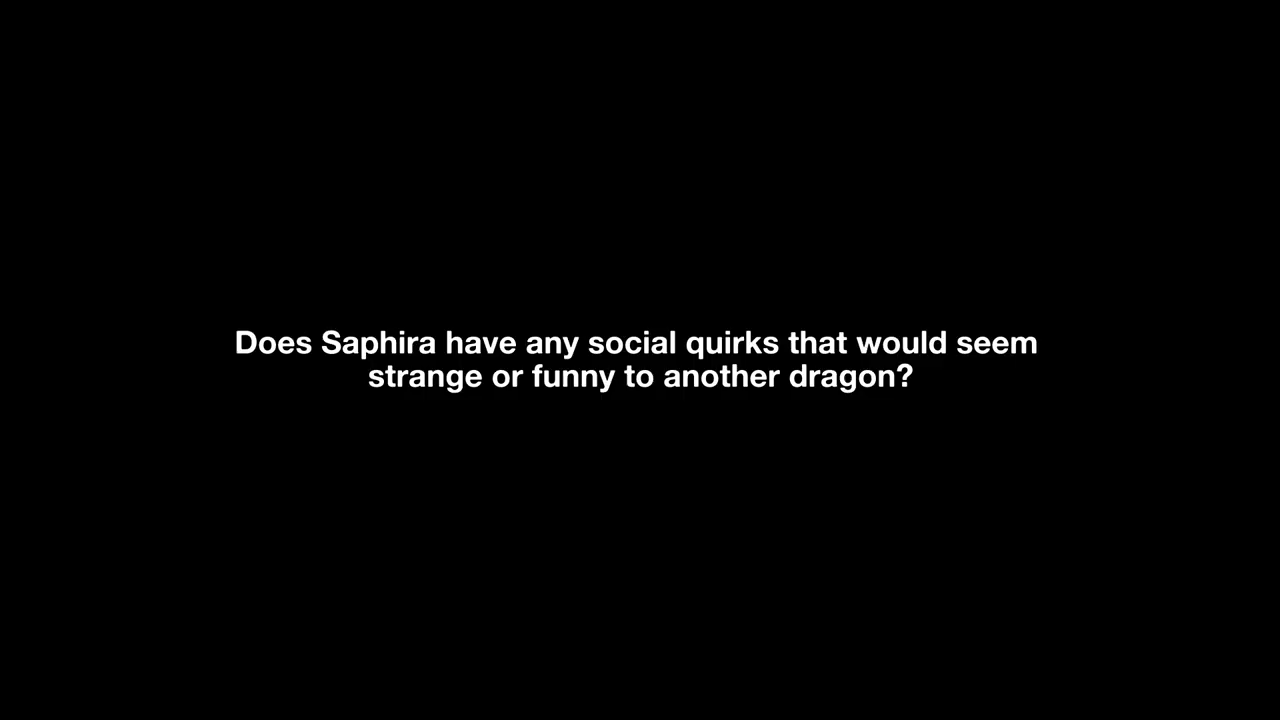 Does Saphira have any social quirks that would seem
strange or funny to another dragon?